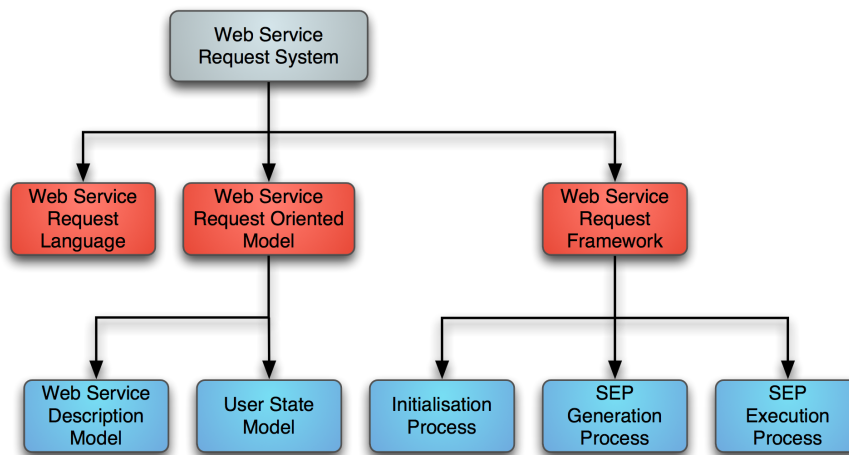 Web Service
Request System
Web Service
Request
Language
Web Service
Request Oriented
Model
Web Service
Request
Framework
Web Service
Description
Model
User State
Model
Initialisation
Process
SEP
Generation
Process
SEP
Execution
Process